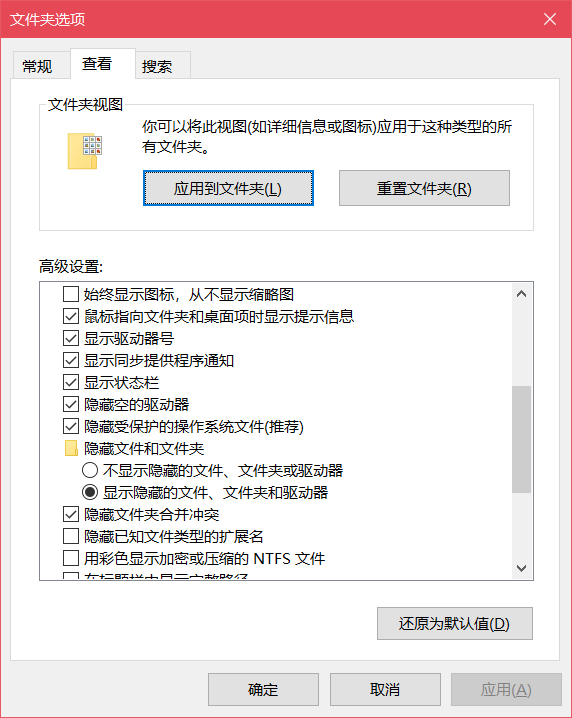 文件夹选项
常规
查看
搜索
文件夹视图
你可以将此视图(如详细信息或图标)应用于这种类型的所
有文件夹。
应用到文件夹(L)
重置文件夹(R)
高级设置:
始终显示图标，从不显示缩略图
鼠标指向文件夹和桌面项时显示提示信息
显示驱动器号
显示同步提供程序通知
显示状态栏
隐藏空的驱动器
隐藏受保护的操作系统文件(推荐)
隐藏文件和文件夹
不显示隐藏的文件、文件夹或驱动器
显示隐藏的文件、文件夹和驱动器
隐藏文件夹合并冲突
隐藏已知文件类型的扩展名
用彩色显示加密或压缩的 NTFS 文件
在标题栏中显示完整路径
还原为默认值(D)
确定
取消
应用(A)